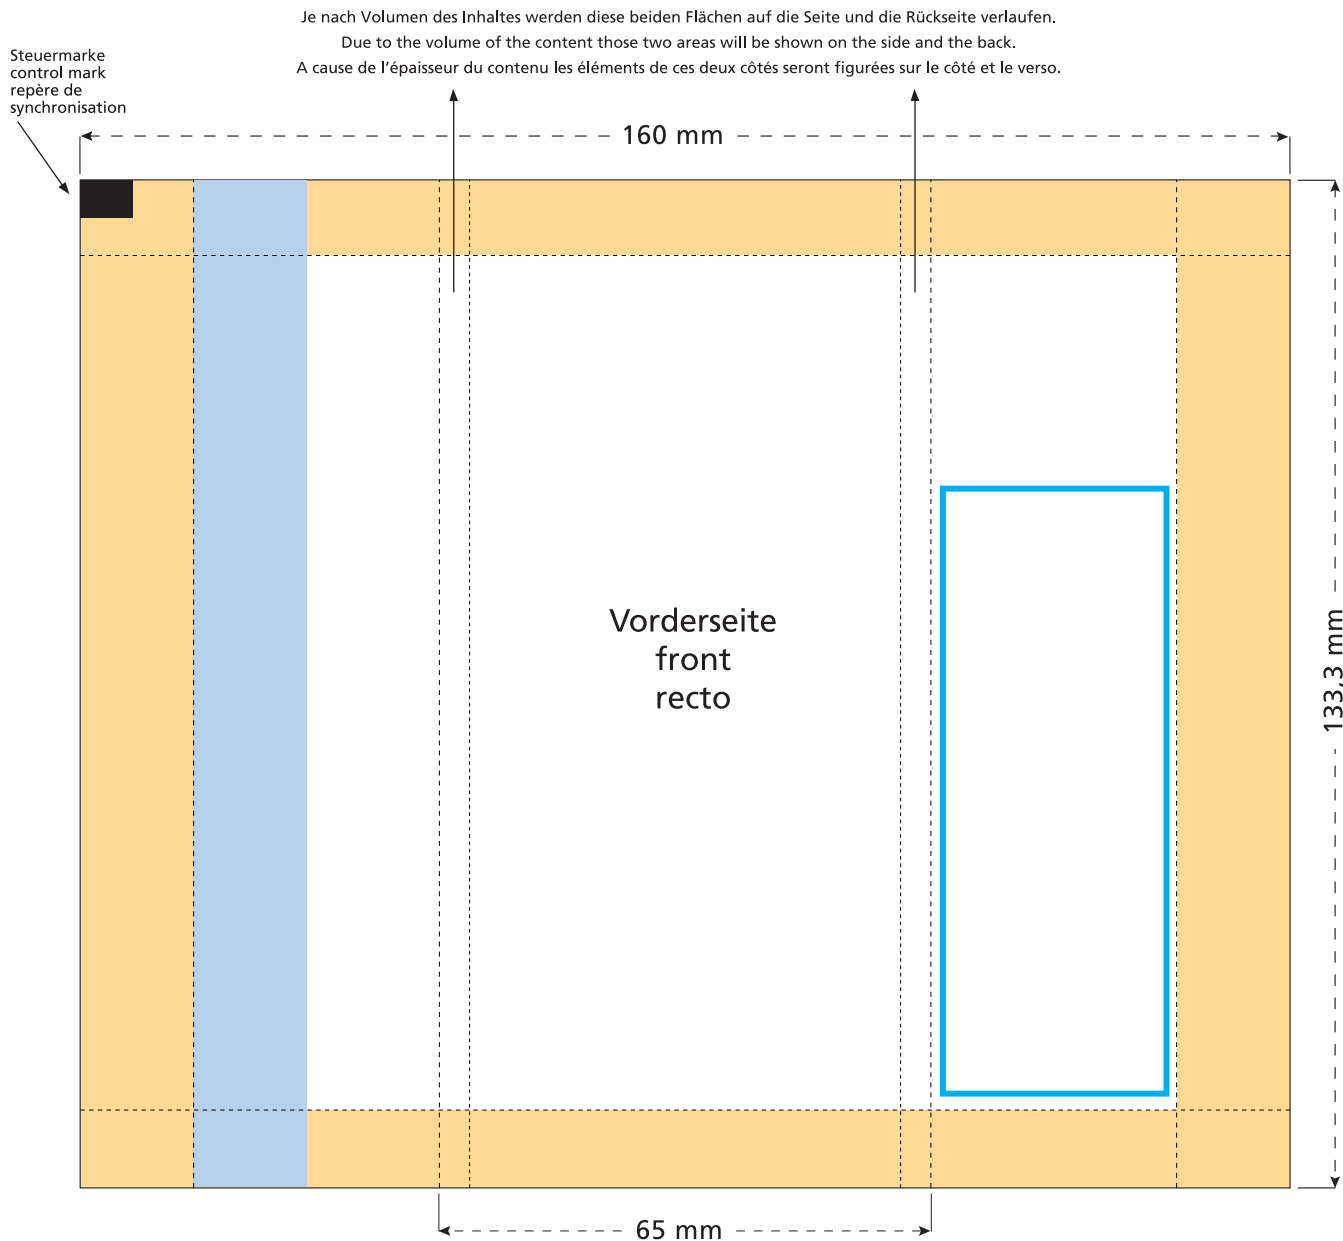 Je nach Volumen des Inhaltes werden diese beiden Flächen auf die Seite und die Rückseite verlaufen.
Due to the volume of the content those two areas will be shown on the side and the back.
A cause de l’épaisseur du contenu les éléments de ces deux côtés seront figurées sur le côté et le verso.
Steuermarke
control mark
repère de
synchronisation
160 mm
Vorderseite
front
recto
133,3 mm
65 mm